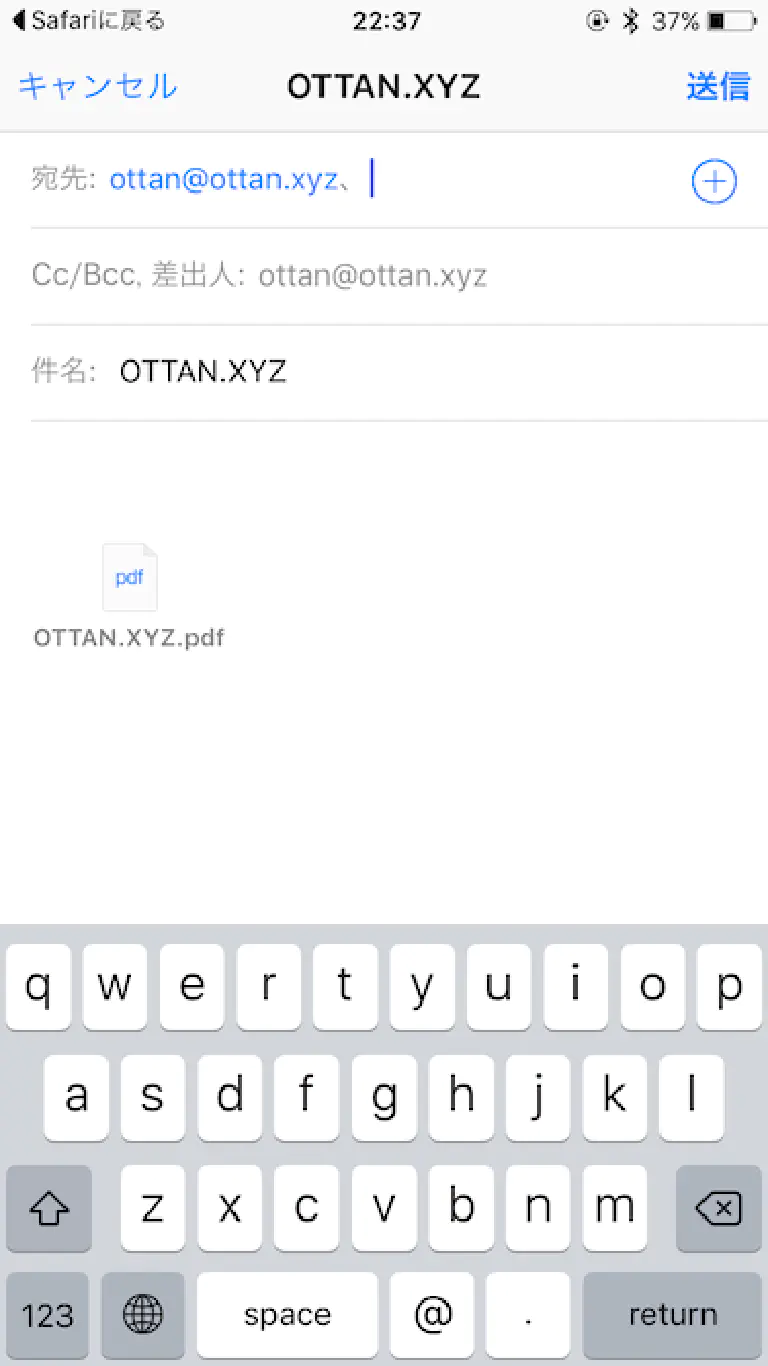 Safariに戻る 22:37 37%
キャンセル OTTAN.XYZ 送信
宛先: ottan@ottan.xyz、
Cc/Bcc, 差出人: ottan@ottan.xyz
件名: OTTAN.XYZ
pdf
OTTAN.XYZ.pdf
q w e r t y u i o p
a s d f g h j k l
z x c v b n m
123 space @ . return